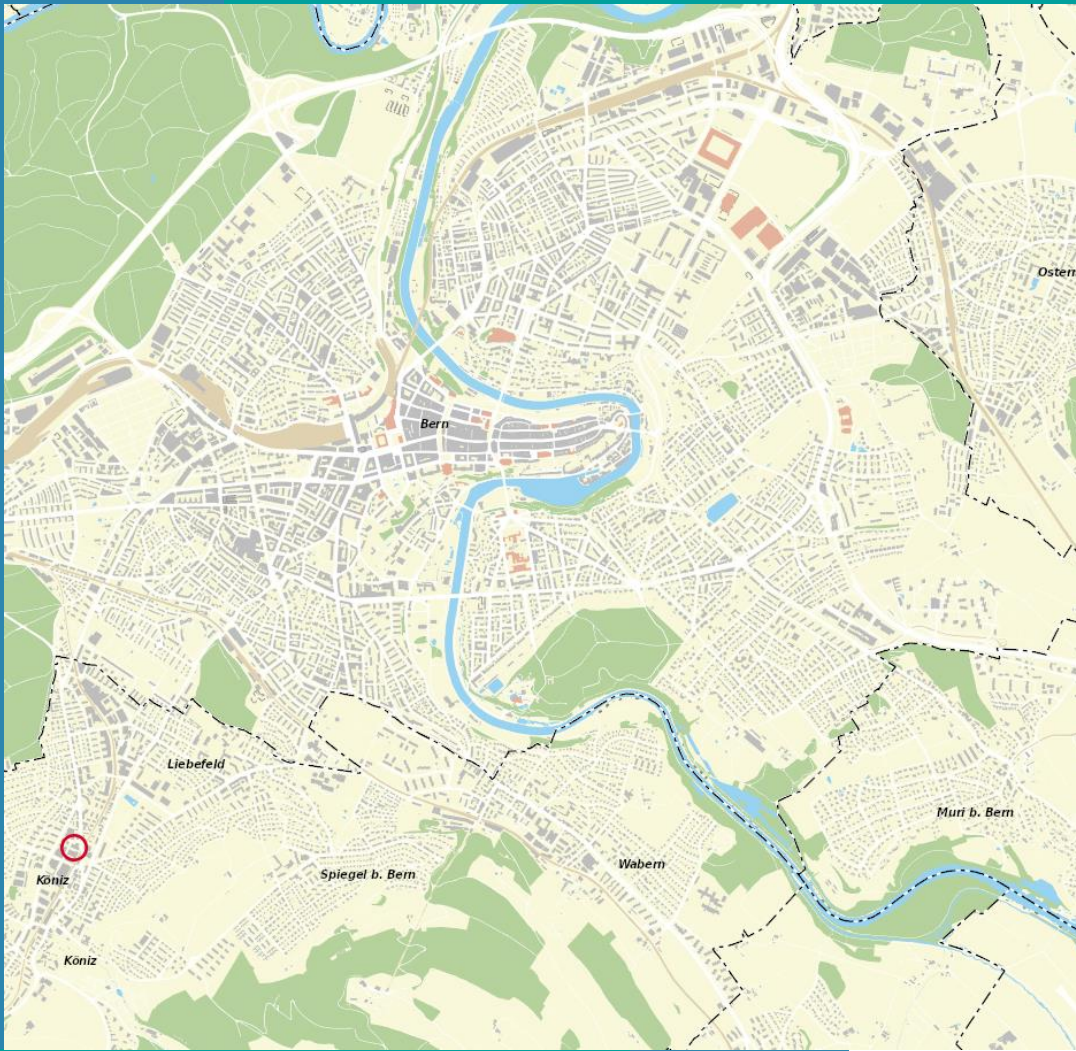 Ostern
Bern
Liebefeld
Muri b. Bern
Wabern
Spiegel b. Bern
Köniz
Köniz